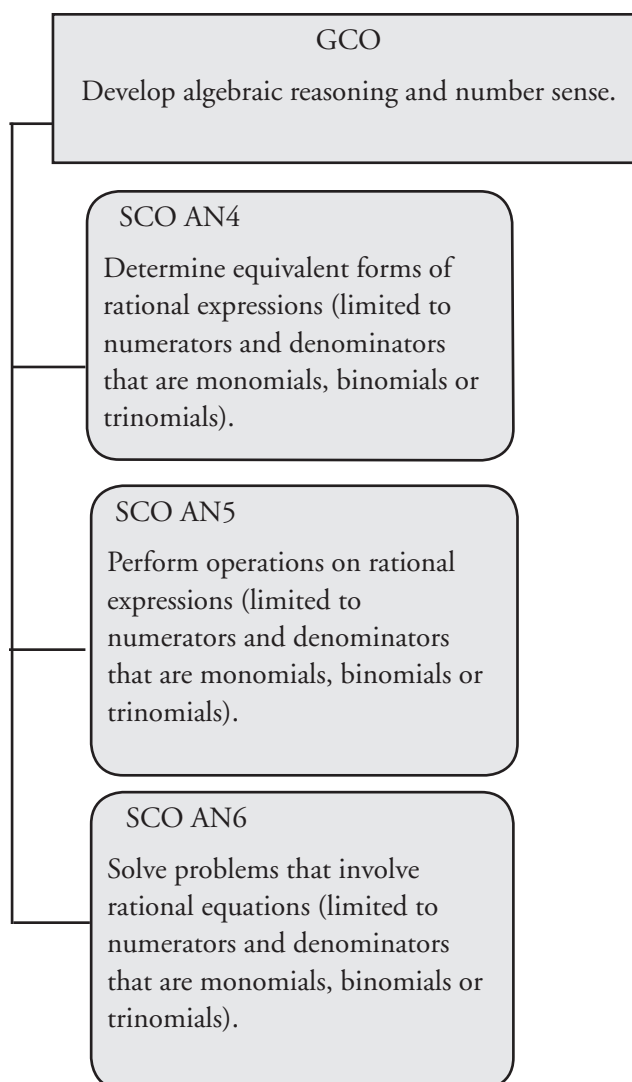 GCO
Develop algebraic reasoning and number sense.
SCO AN4
Determine equivalent forms of
rational expressions (limited to
numerators and denominators
that are monomials, binomials or
trinomials).
SCO AN5
Perform operations on rational
expressions (limited to
numerators and denominators
that are monomials, binomials or
trinomials).
SCO AN6
Solve problems that involve
rational equations (limited to
numerators and denominators
that are monomials, binomials or
trinomials).